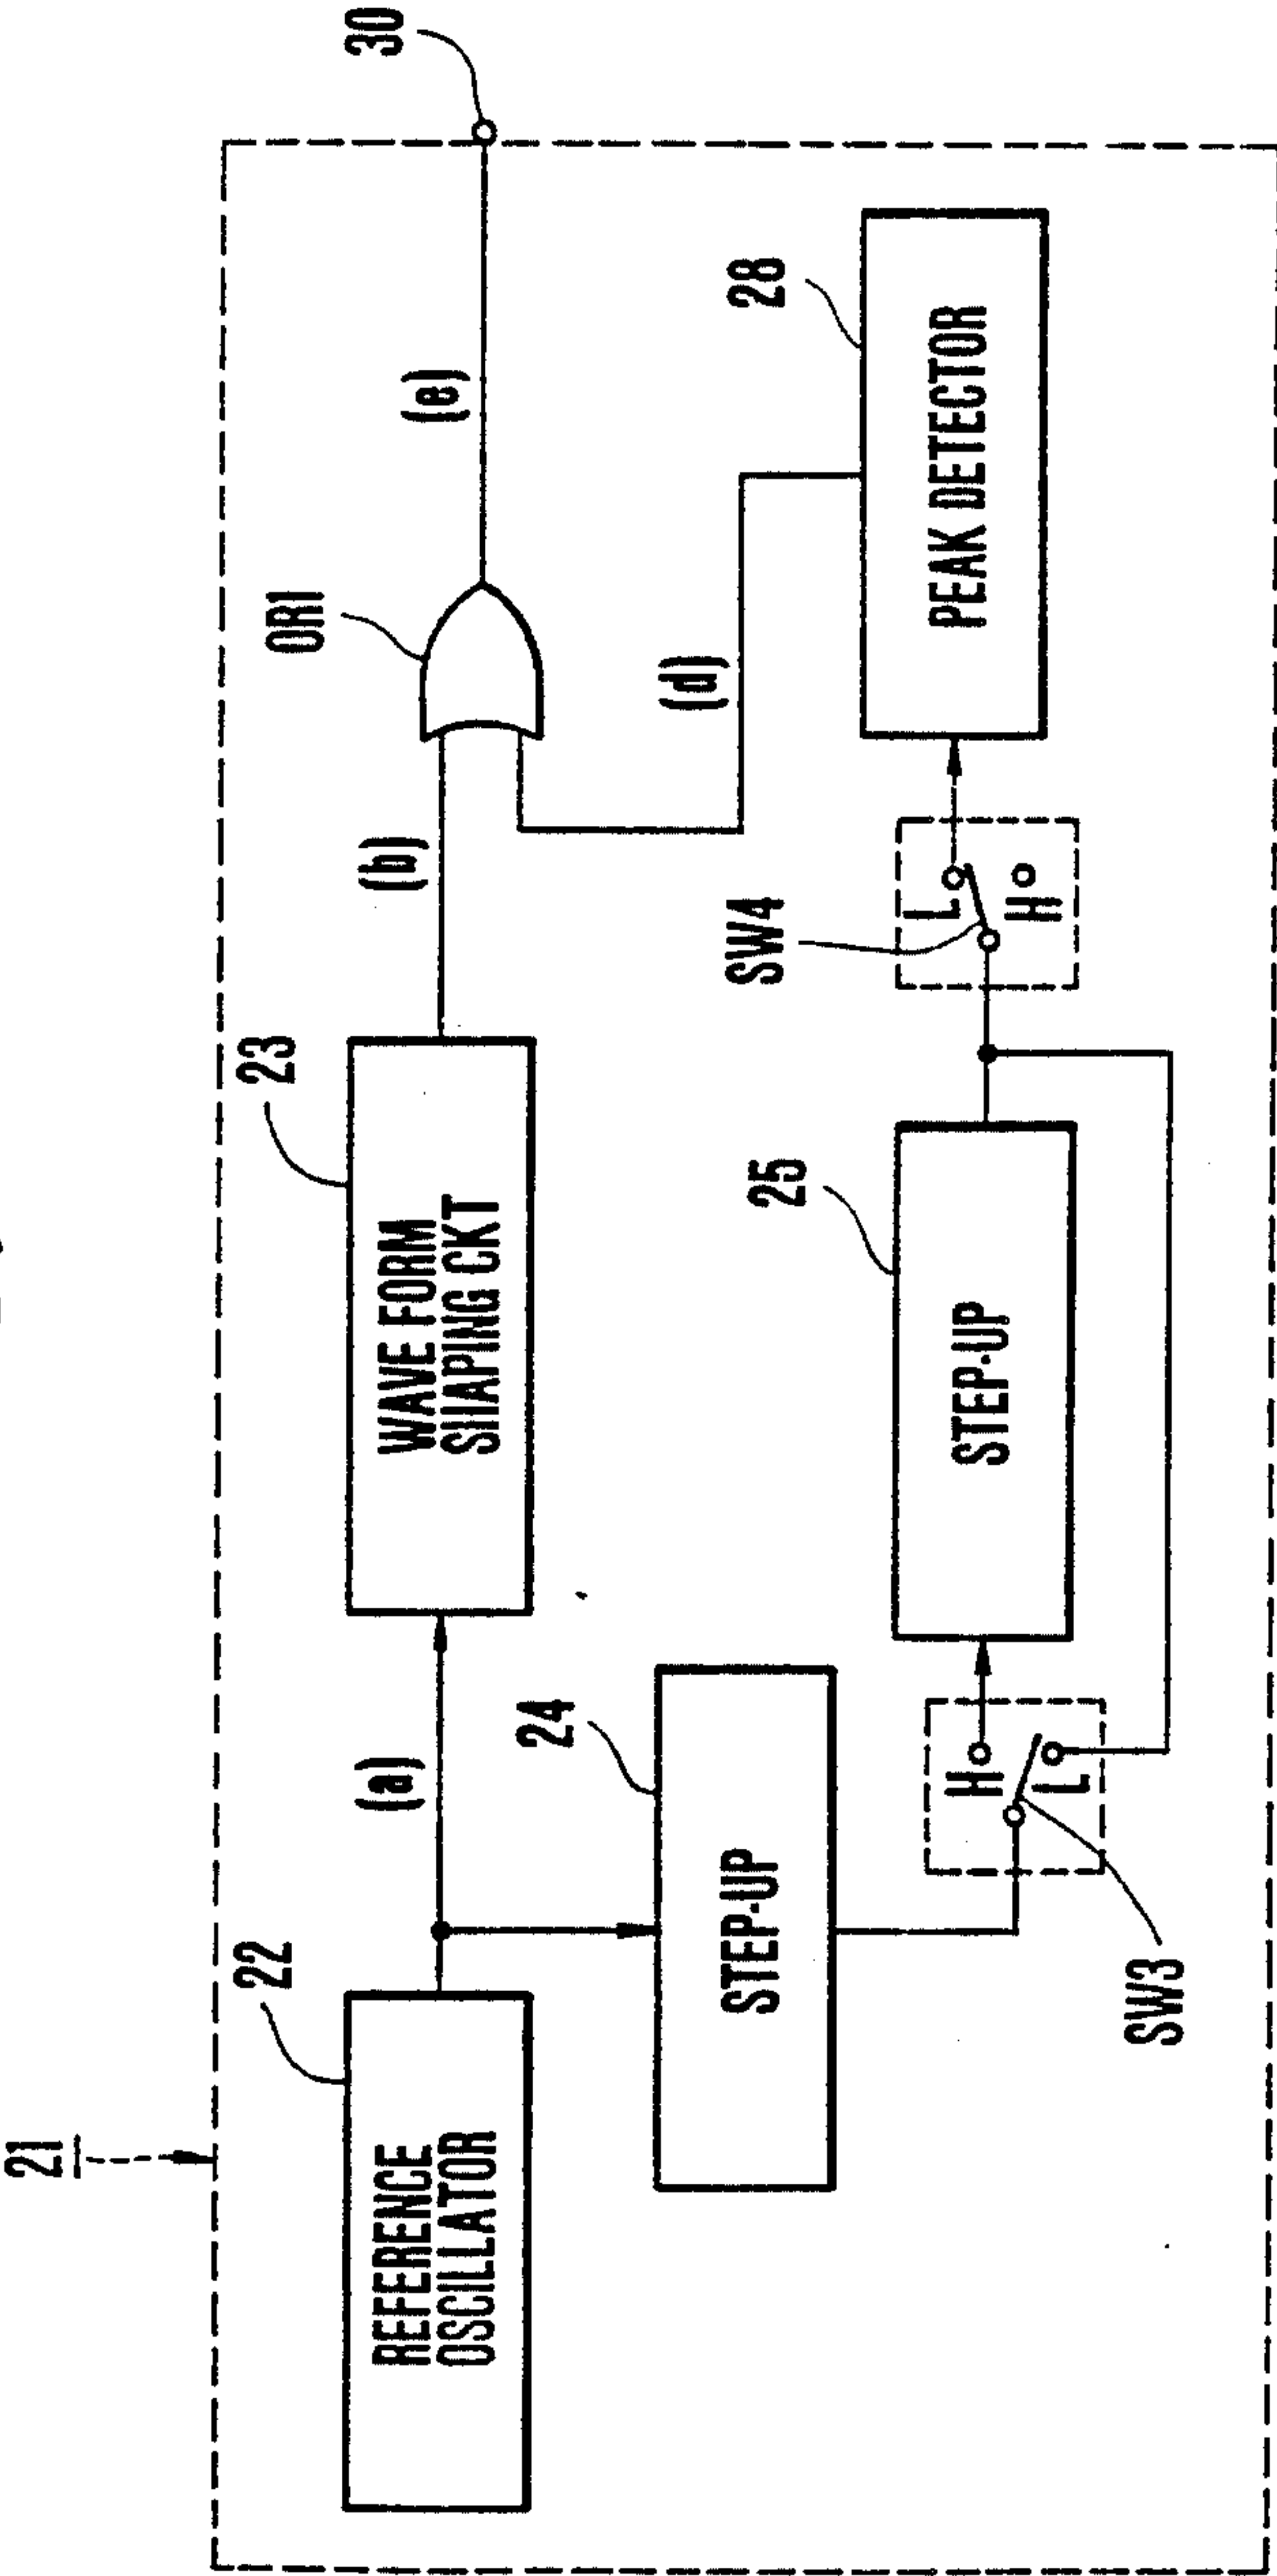 21
22
REFERENCE
OSCILLATOR
(a)
23
WAVE FORM
SHAPING CKT
(b)
OR1
(e)
30
24
STEP-UP
SW3
H
L
25
STEP-UP
SW4
L
H
(d)
28
PEAK DETECTOR